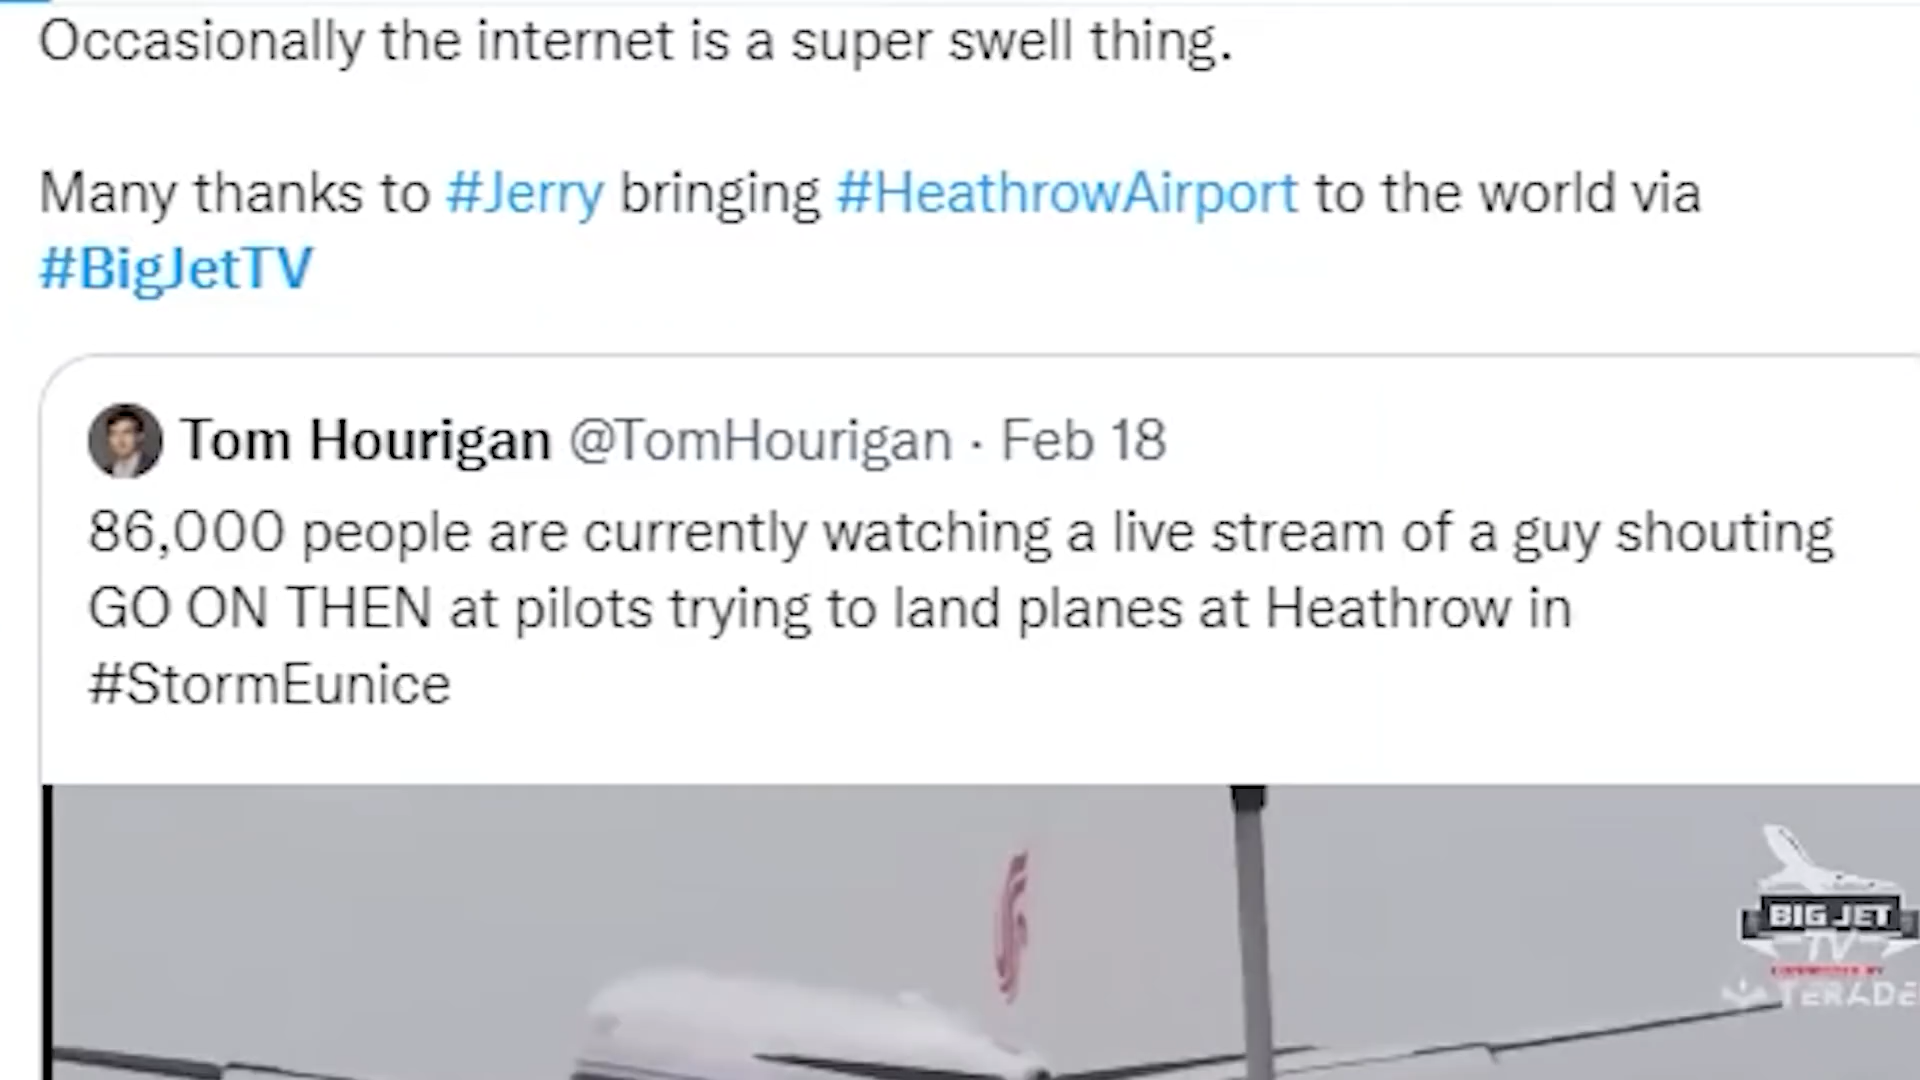 Occasionally the internet is a super swell thing.
Many thanks to #Jerry bringing #HeathrowAirport to the world via
#BigJetTV
Tom Hourigan @TomHourigan · Feb 18
86,000 people are currently watching a live stream of a guy shouting
GO ON THEN at pilots trying to land planes at Heathrow in
#StormEunice
BIG JET
TV